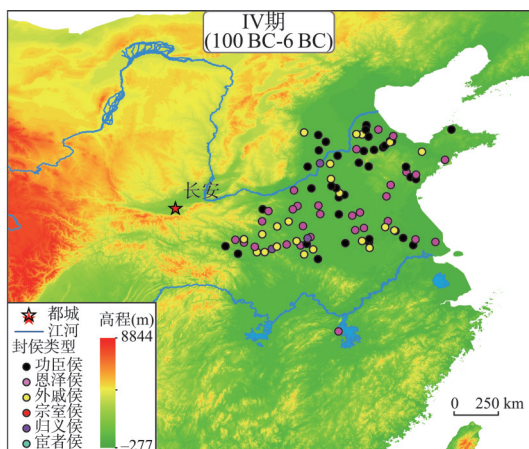 IV期
(100 BC-6 BC)
长安
都城
江河
封侯类型
功臣侯
恩泽侯
外戚侯
宗室侯
归义侯
宦者侯
高程(m)
8844
-277
0 250 km